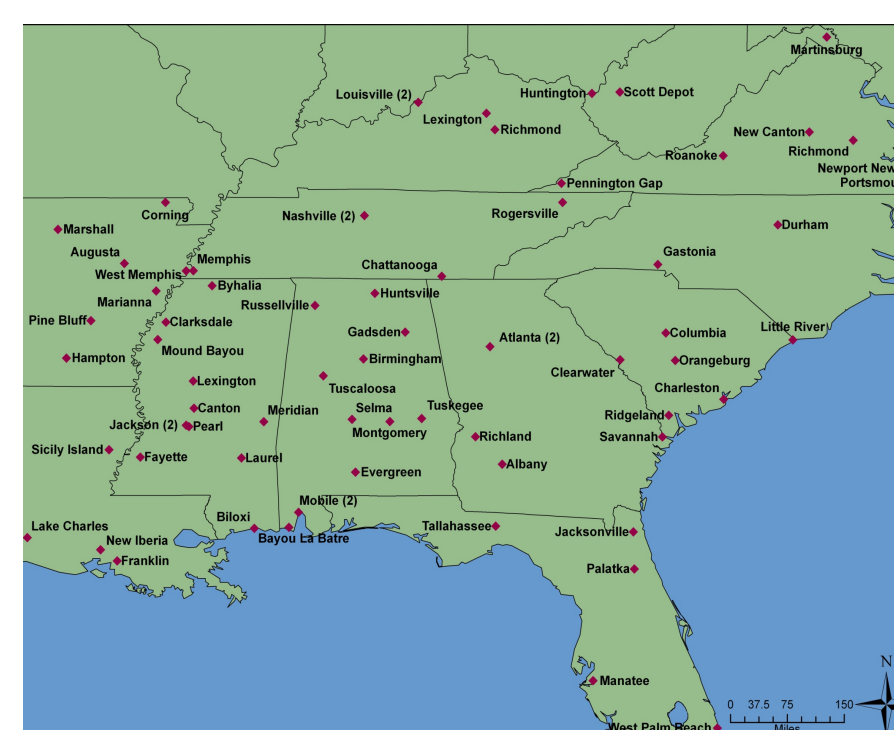 Martinsburg
Louisville (2)
Huntington
Scott Depot
Lexington
Richmond
New Canton
Richmond
Roanoke
Newport New
Portsmou
Pennington Gap
Corning
Nashville (2)
Rogersville
Marshall
Durham
Augusta
Memphis
Gastonia
West Memphis
Chattanooga
Byhalia
Marianna
Huntsville
Russellville
Pine Bluff
Clarksdale
Gadsden
Atlanta (2)
Columbia
Little River
Mound Bayou
Hampton
Birmingham
Clearwater
Orangeburg
Lexington
Tuscaloosa
Charleston
Canton
Meridian
Selma
Tuskegee
Ridgeland
Jackson (2)
Pearl
Montgomery
Richland
Savannah
Sicily Island
Fayette
Laurel
Albany
Evergreen
Mobile (2)
Biloxi
Lake Charles
Tallahassee
Jacksonville
New Iberia
Bayou La Batre
Franklin
Palatka
N
Manatee
0 37.5 75 150
West Palm Beach
Miles